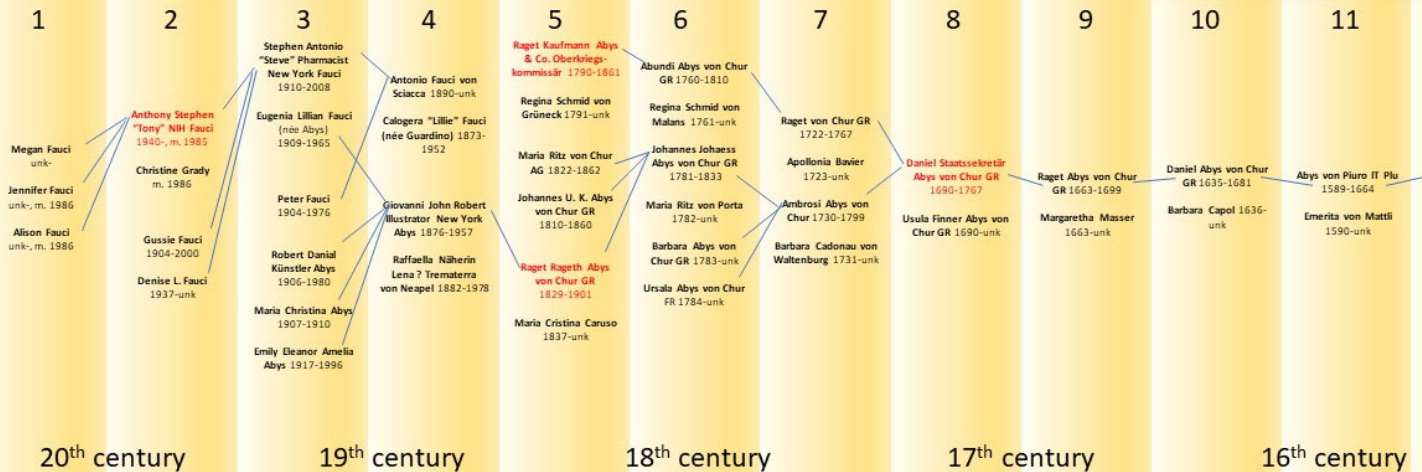 1
2
3
4
5
6
7
8
9
10
11
Megan Fauci
unk-
Jennifer Fauci
unk-, m. 1986
Alison Fauci
unk-, m. 1986
Anthony Stephen
"Tony" NIH Fauci
1940-, m. 1985
Christine Grady
m. 1986
Gussie Fauci
1904-2000
Denise L. Fauci
1937-unk
Stephen Antonio
"Steve" Pharmacist
New York Fauci
1910-2008
Eugenia Lillian Fauci
(née Abys)
1909-1965
Peter Fauci
1904-1976
Robert Danial
Künstler Abys
1906-1980
Maria Christina Abys
1907-1910
Emily Eleanor Amelia
Abys 1917-1996
Antonio Fauci von
Sciacca 1890-unk
Calogera "Lillie" Fauci
(née Guardino) 1873-
1952
Giovanni John Robert
Illustrator New York
Abys 1876-1957
Raffaella Näherin
Lena ? Trematerra
von Neapel 1882-1978
Raget Kaufmann Abys
& Co. Oberkriegs-
kommissär 1790-1861
Regina Schmid von
Grüneck 1791-unk
Maria Ritz von Chur
AG 1822-1862
Johannes U. K. Abys
von Chur GR
1810-1860
Raget Rageth Abys
von Chur GR
1829-1901
Maria Cristina Caruso
1837-unk
Abundi Abys von Chur
GR 1760-1810
Regina Schmid von
Malans 1761-unk
Johannes Johaess
Abys von Chur GR
1781-1833
Maria Ritz von Porta
1782-unk
Barbara Abys von
Chur GR 1783-unk
Ursala Abys von Chur
FR 1784-unk
Raget von Chur GR
1722-1767
Apollonia Bavier
1723-unk
Ambrosi Abys von
Chur 1730-1799
Barbara Cadonau von
Waltenburg 1731-unk
Daniel Staatssekretär
Abys von Chur GR
1690-1767
Usula Finner Abys von
Chur GR 1690-unk
Raget Abys von Chur
GR 1663-1699
Margaretha Masser
1663-unk
Daniel Abys von Chur
GR 1635-1681
Barbara Capol 1636-
unk
Abys von Piuro IT Plu
1589-1664
Emerita von Mattli
1590-unk
20th century
19th century
18th century
17th century
16th century